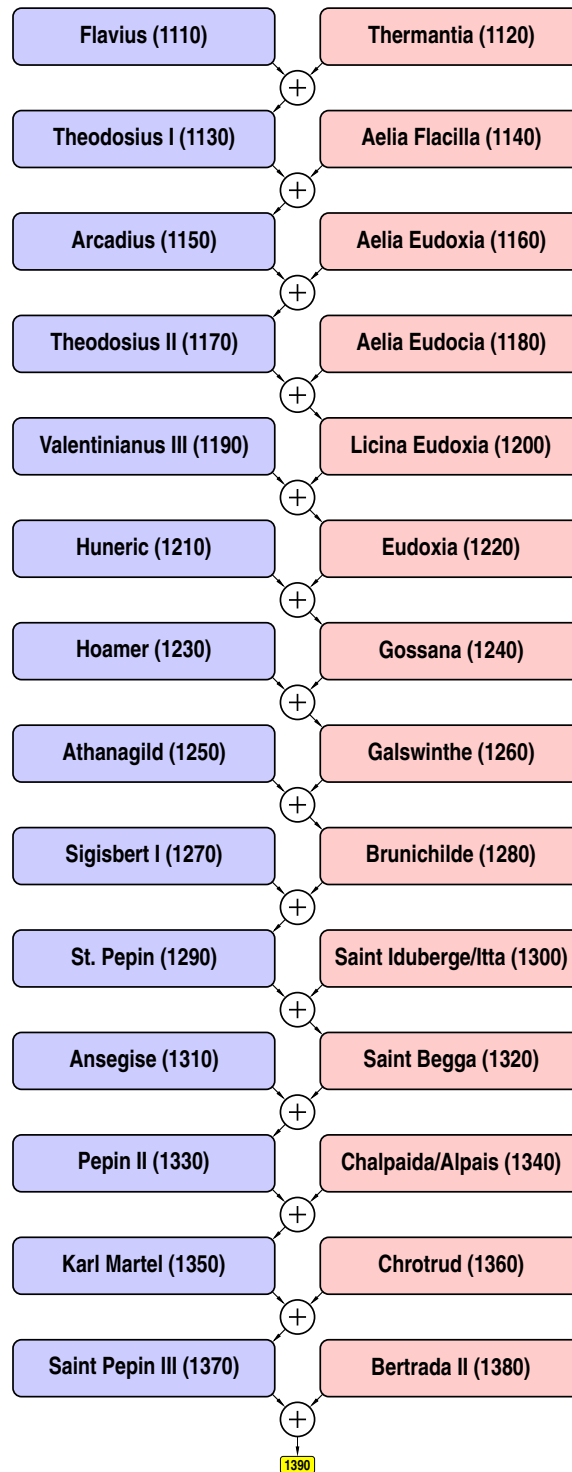 Flavius (1110)
Thermantia (1120)
Theodosius I (1130)
Aelia Flacilla (1140)
Arcadius (1150)
Aelia Eudoxia (1160)
Theodosius II (1170)
Aelia Eudocia (1180)
Valentinianus III (1190)
Licina Eudoxia (1200)
Huneric (1210)
Eudoxia (1220)
Hoamer (1230)
Gossana (1240)
Athanagild (1250)
Galswinthe (1260)
Sigisbert I (1270)
Brunichilde (1280)
St. Pepin (1290)
Saint Iduberge/Itta (1300)
Ansegise (1310)
Saint Begga (1320)
Pepin II (1330)
Chalpaida/Alpais (1340)
Karl Martel (1350)
Chrotrud (1360)
Saint Pepin III (1370)
Bertrada II (1380)
1390